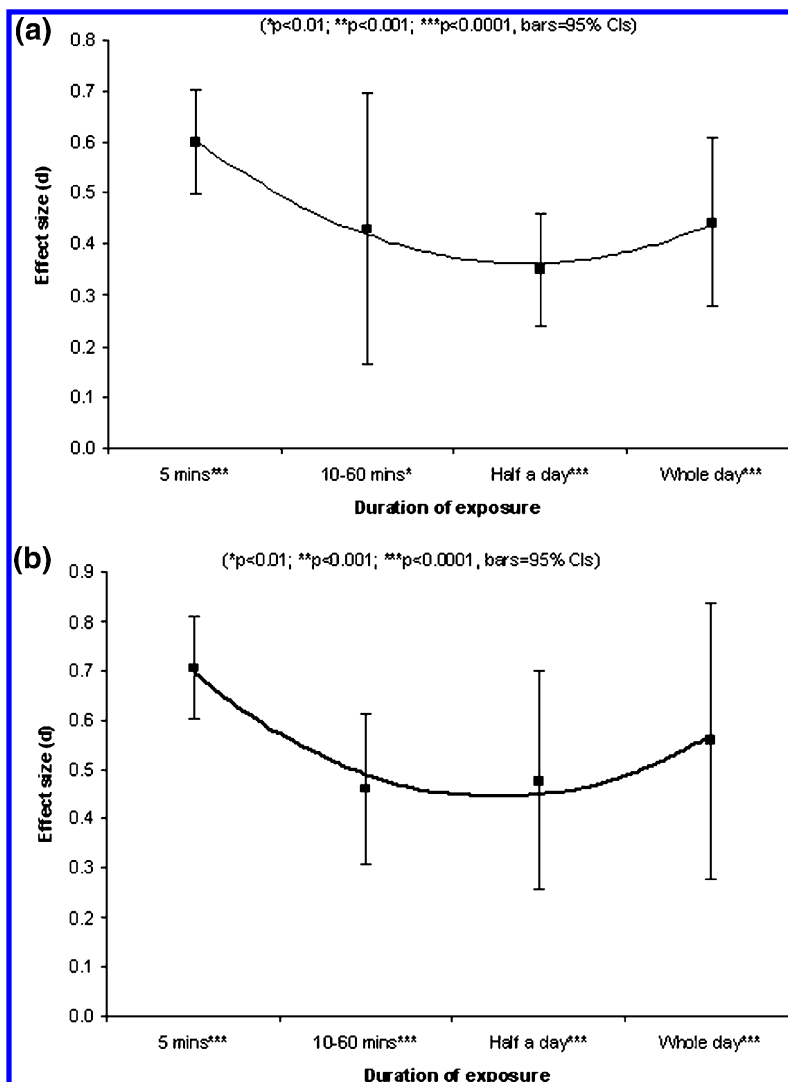 (a)
(*p<0.01; **p<0.001; ***p<0.0001, bars=95% CIs)
0.8
0.7
0.6
0.5
0.4
0.3
0.2
0.1
0.0
Effect size (d)
5 mins*** 10-60 mins* Half a day*** Whole day***
Duration of exposure
(b)
(*p<0.01; **p<0.001; ***p<0.0001, bars=95% CIs)
0.9
0.8
0.7
0.6
0.5
0.4
0.3
0.2
0.1
0.0
Effect size (d)
5 mins*** 10-60 mins*** Half a day*** Whole day***
Duration of exposure